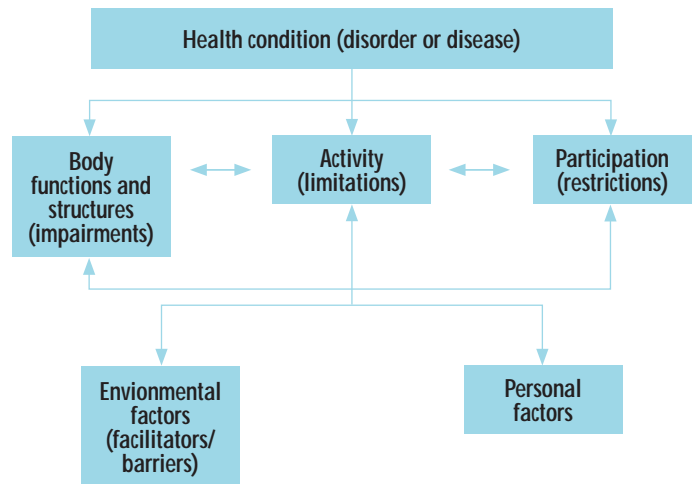 Health condition (disorder or disease)
Body
functions and
structures
(impairments)
Activity
(limitations)
Participation
(restrictions)
Envionmental
factors
(facilitators/
barriers)
Personal
factors